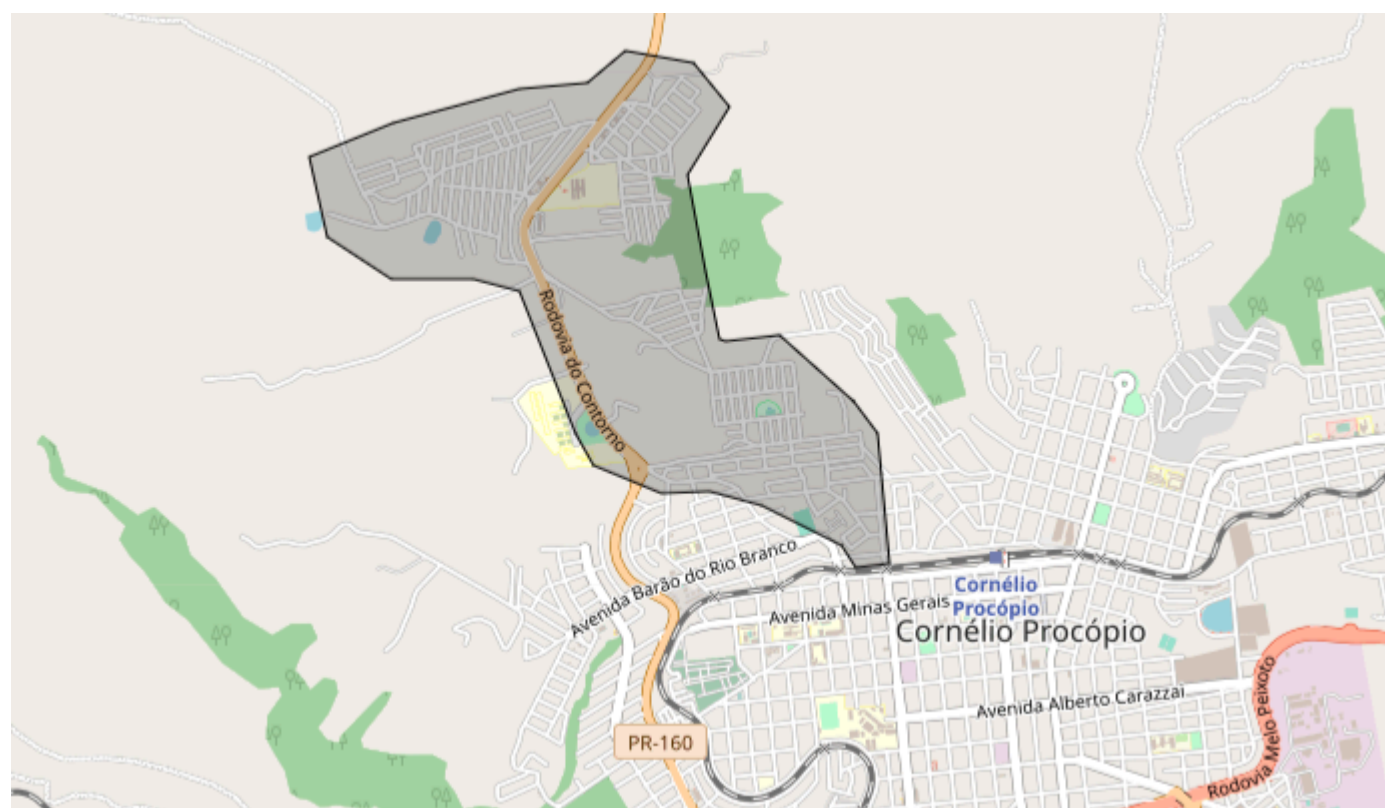 Rodovia do Contorno
Avenida Barão do Rio Branco
Cornélio
Procópio
Avenida Minas Gerais
Cornélio Procópio
Avenida Alberto Carazzai
Rodovia Melo Peixoto
PR-160